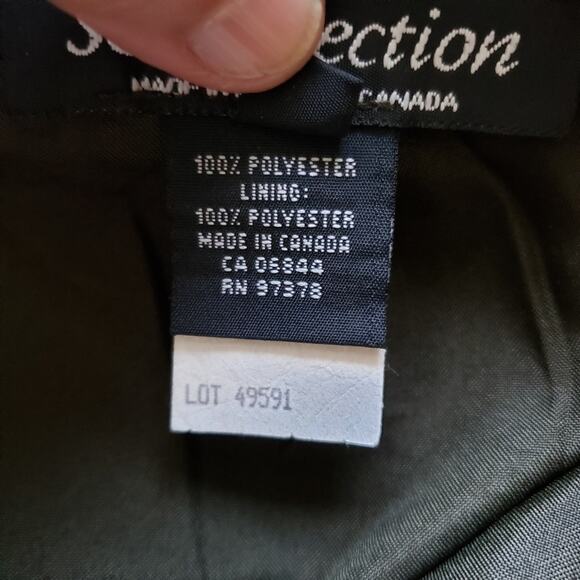 ection
CANADA
100% POLYESTER
LINING:
100% POLYESTER
MADE IN CANADA
CA 06844
RN 97378
LOT 49591